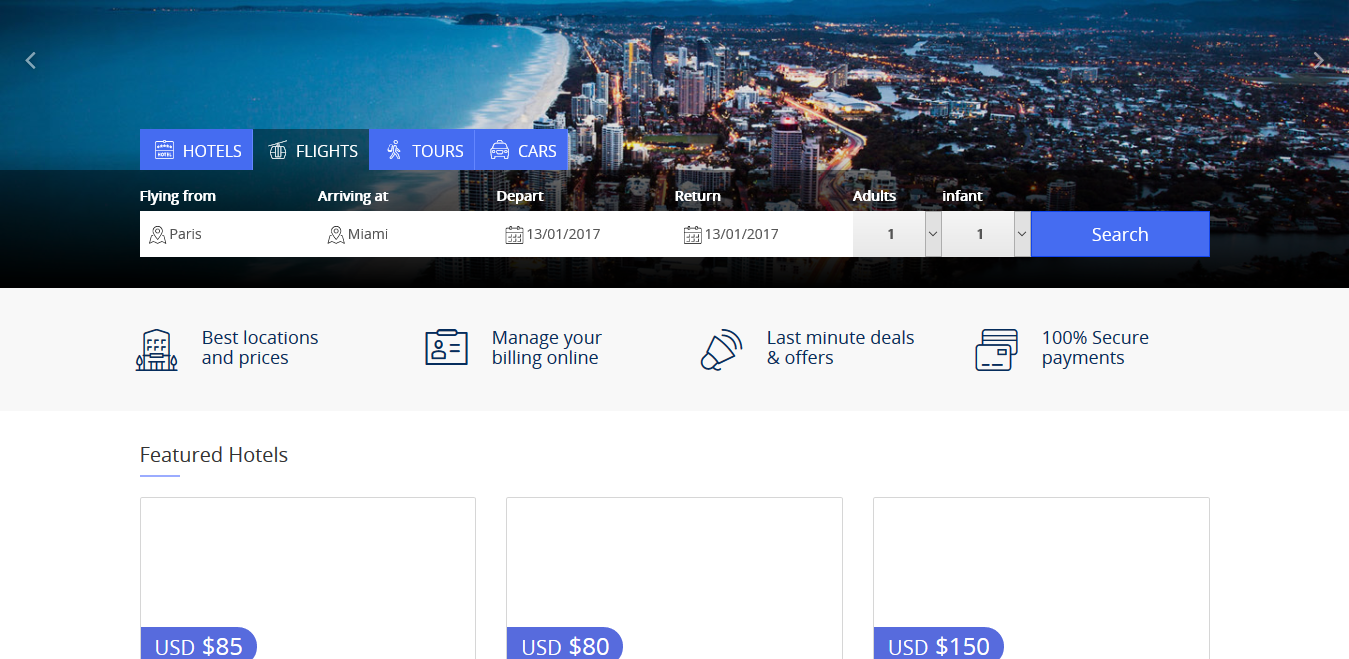 HOTELS FLIGHTS TOURS CARS
Flying from Arriving at Depart Return Adults infant
Paris Miami 13/01/2017 13/01/2017 1 1 Search
Best locations
and prices
Manage your
billing online
Last minute deals
& offers
100% Secure
payments
Featured Hotels
USD $85 USD $80 USD $150